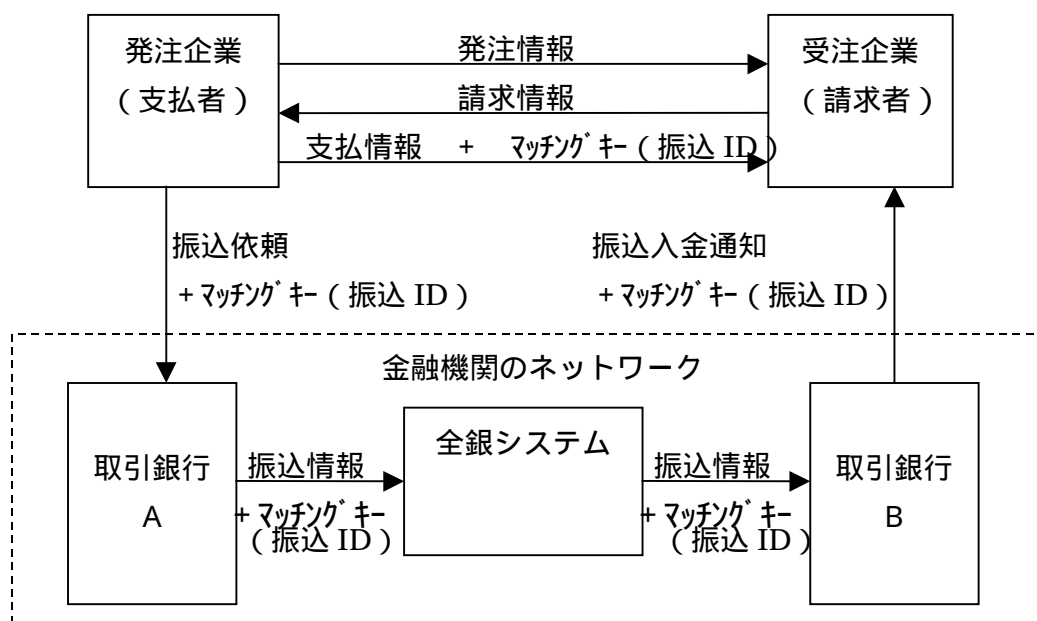 発注企業
（支払者）
発注情報
請求情報
支払情報　+　ﾏｯﾁﾝｸﾞｷｰ（振込 ID）
受注企業
（請求者）
振込依頼
+ﾏｯﾁﾝｸﾞｷｰ（振込 ID）
振込入金通知
+ﾏｯﾁﾝｸﾞｷｰ（振込 ID）
金融機関のネットワーク
取引銀行
A
振込情報
+ﾏｯﾁﾝｸﾞｷｰ
（振込 ID）
全銀システム
振込情報
+ﾏｯﾁﾝｸﾞｷｰ
（振込 ID）
取引銀行
B